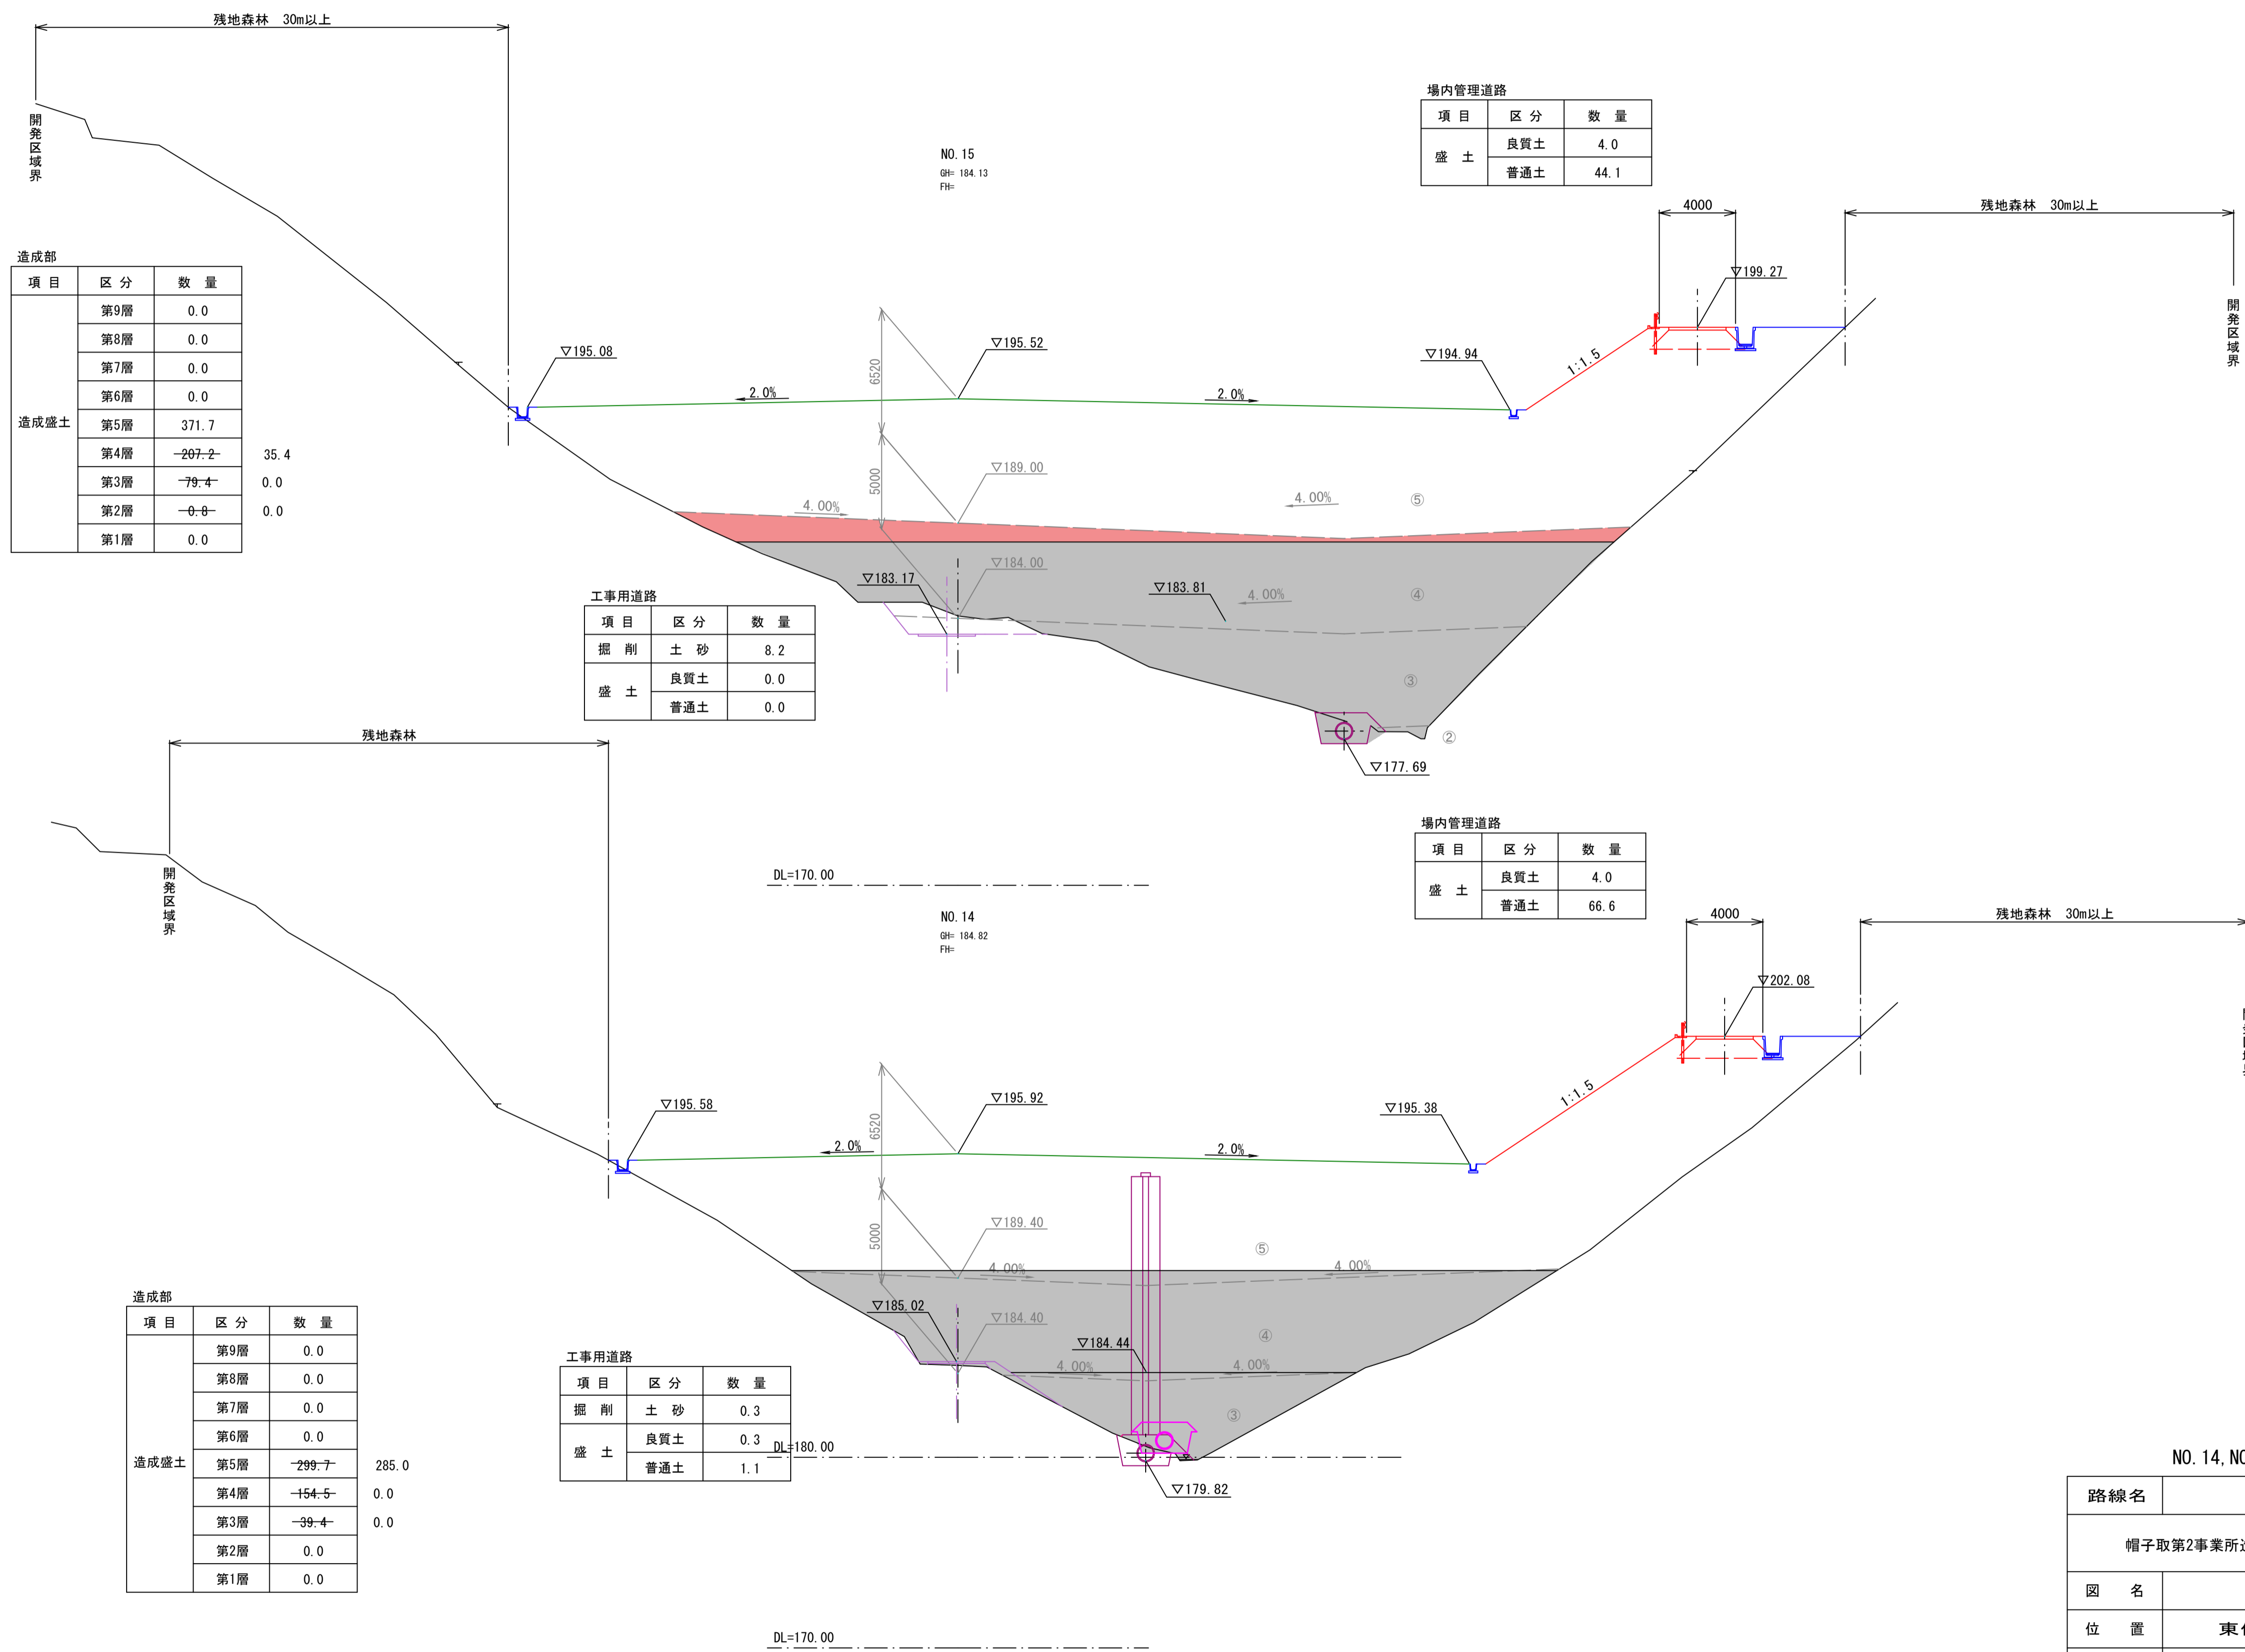 残地森林　30m以上
開発区域界
NO. 15
GH= 184.13
FH=
場内管理道路
項 目 区 分 数　量
盛　土 良質土 4.0
普通土 44.1
4000
残地森林　30m以上
▽199.27
開発区域界
造成部
項 目 区 分 数　量
造成盛土
第9層 0.0
第8層 0.0
第7層 0.0
第6層 0.0
第5層 371.7
第4層 207.2 35.4
第3層 79.4 0.0
第2層 0.8 0.0
第1層 0.0
▽195.08
2.0%
6520
▽195.52
2.0%
▽194.94
1:1.5
5000
▽189.00
4.00%
4.00%
⑤
▽184.00
▽183.17
▽183.81
4.00%
④
③
②
▽177.69
工事用道路
項 目 区 分 数　量
掘　削 土　砂 8.2
盛　土 良質土 0.0
普通土 0.0
残地森林
開発区域界
DL=170.00
NO. 14
GH= 184.82
FH=
場内管理道路
項 目 区 分 数　量
盛　土 良質土 4.0
普通土 66.6
4000
残地森林　30m以上
▽202.08
▽195.58
2.0%
6520
▽195.92
2.0%
▽195.38
1:1.5
5000
▽189.40
4.00%
4.00%
⑤
▽185.02
▽184.40
▽184.44
④
4.00%
4.00%
③
▽179.82
DL=180.00
造成部
項 目 区 分 数　量
造成盛土
第9層 0.0
第8層 0.0
第7層 0.0
第6層 0.0
第5層 299.7 285.0
第4層 154.5 0.0
第3層 39.4 0.0
第2層 0.0
第1層 0.0
工事用道路
項 目 区 分 数　量
掘　削 土　砂 0.3
盛　土 良質土 0.3
普通土 1.1
DL=170.00
NO. 14, NO
路線名
帽子取第2事業所
図　名
位　置 東